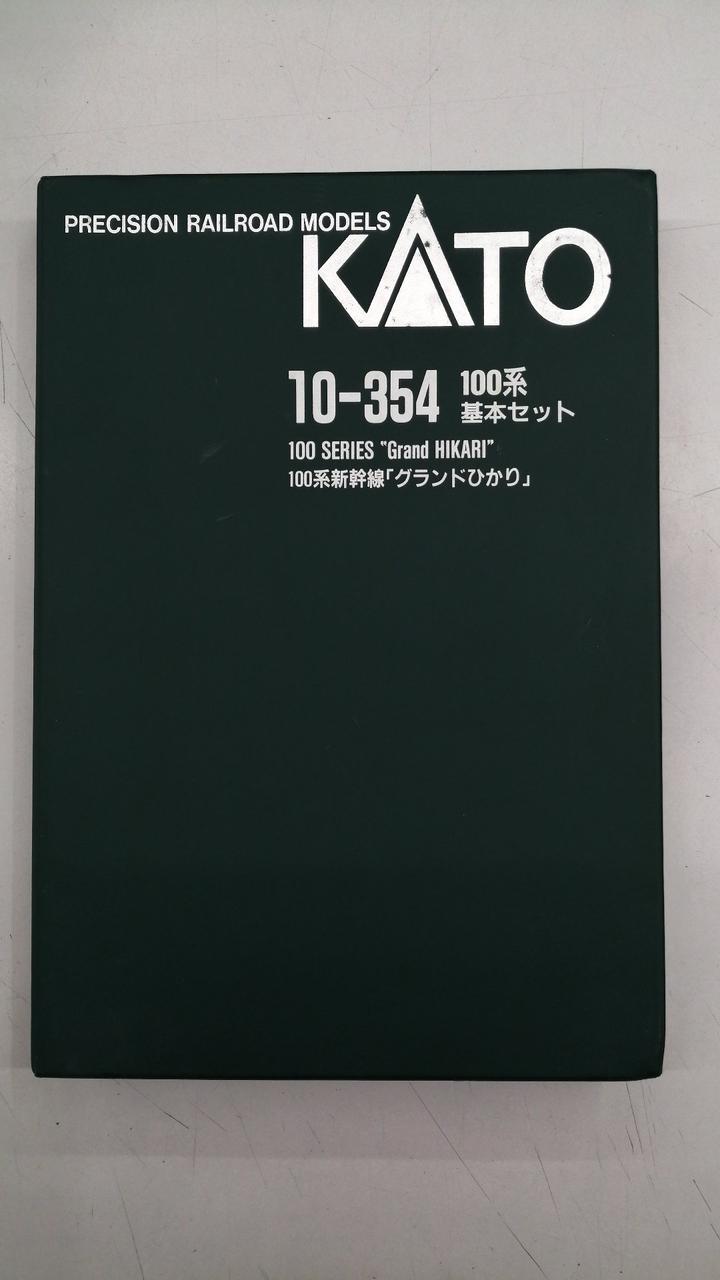 PRECISION RAILROAD MODELS
KATO
10-354 100系
基本セット
100 SERIES "Grand HIKARI"
100系新幹線「グランドひかり」